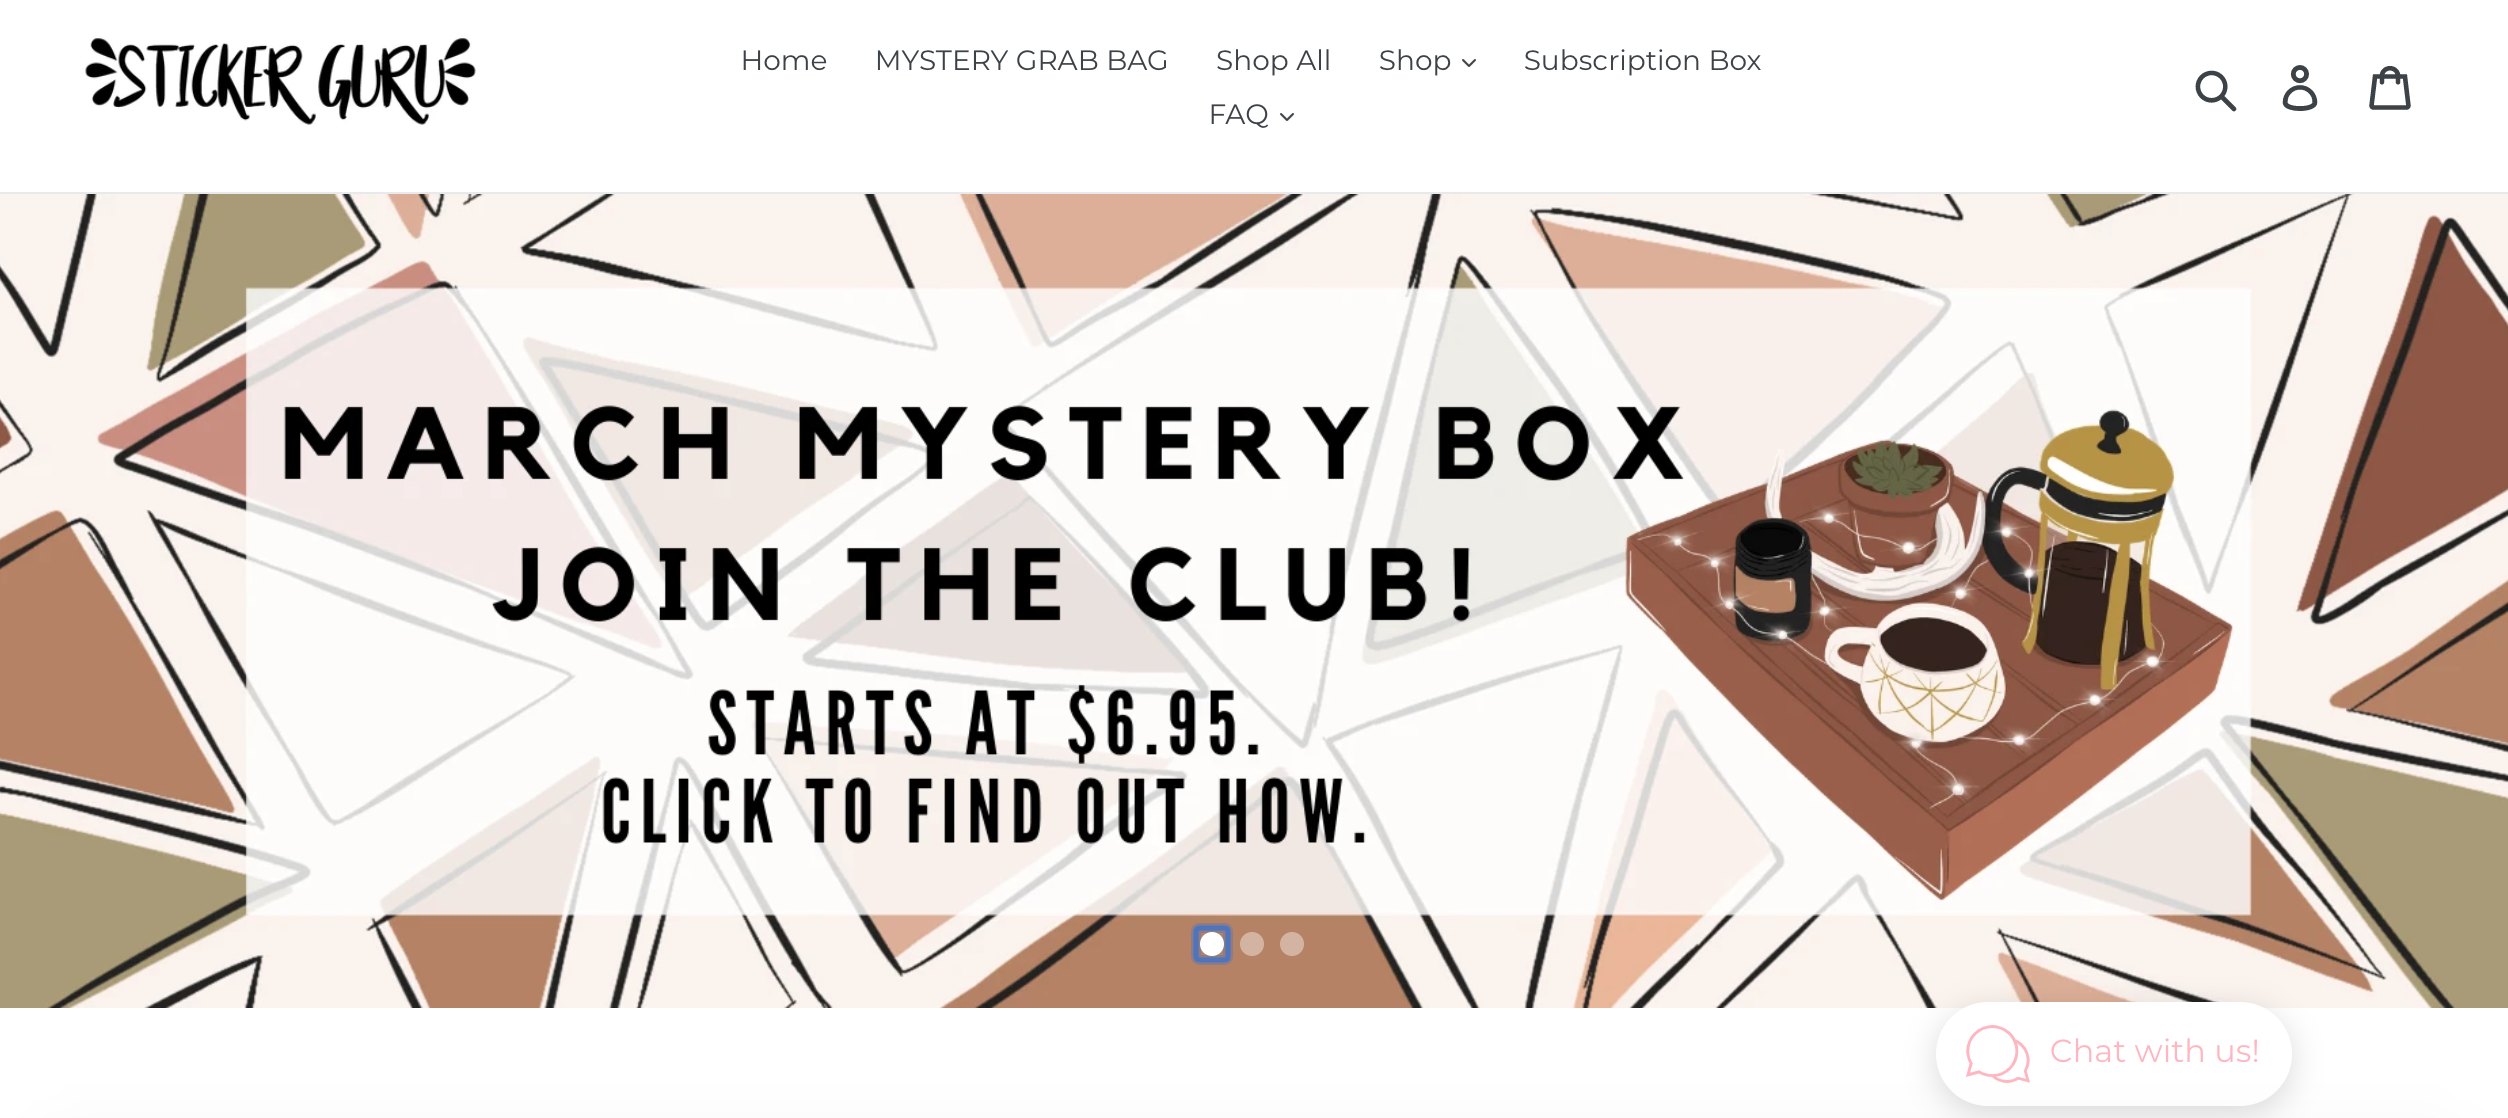 STICKER GURU
Home MYSTERY GRAB BAG Shop All Shop Subscription Box
FAQ
MARCH MYSTERY BOX
JOIN THE CLUB!
STARTS AT $6.95.
CLICK TO FIND OUT HOW.
Chat with us!